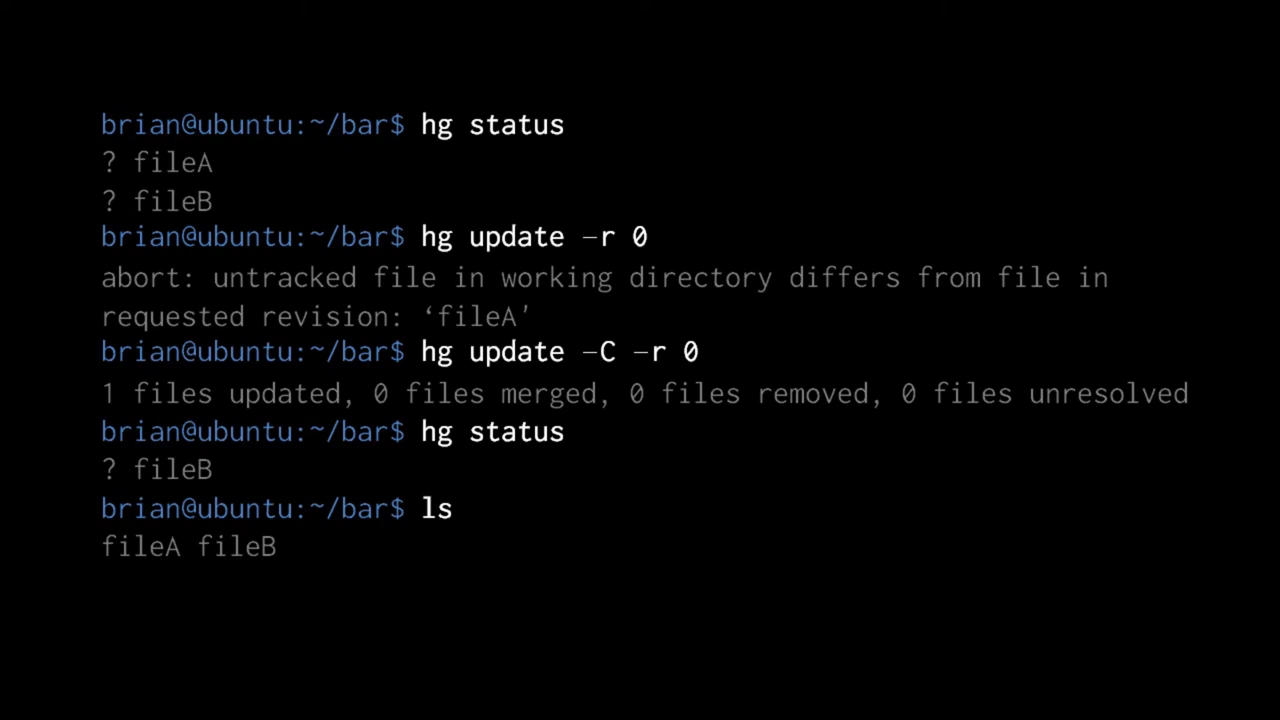 brian@ubuntu:~/bar$ hg status
? fileA
? fileB
brian@ubuntu:~/bar$ hg update –r 0
abort: untracked file in working directory differs from file in
requested revision: ‘fileA'
brian@ubuntu:~/bar$ hg update –C –r 0
1 files updated, 0 files merged, 0 files removed, 0 files unresolved
brian@ubuntu:~/bar$ hg status
? fileB
brian@ubuntu:~/bar$ ls
fileA fileB